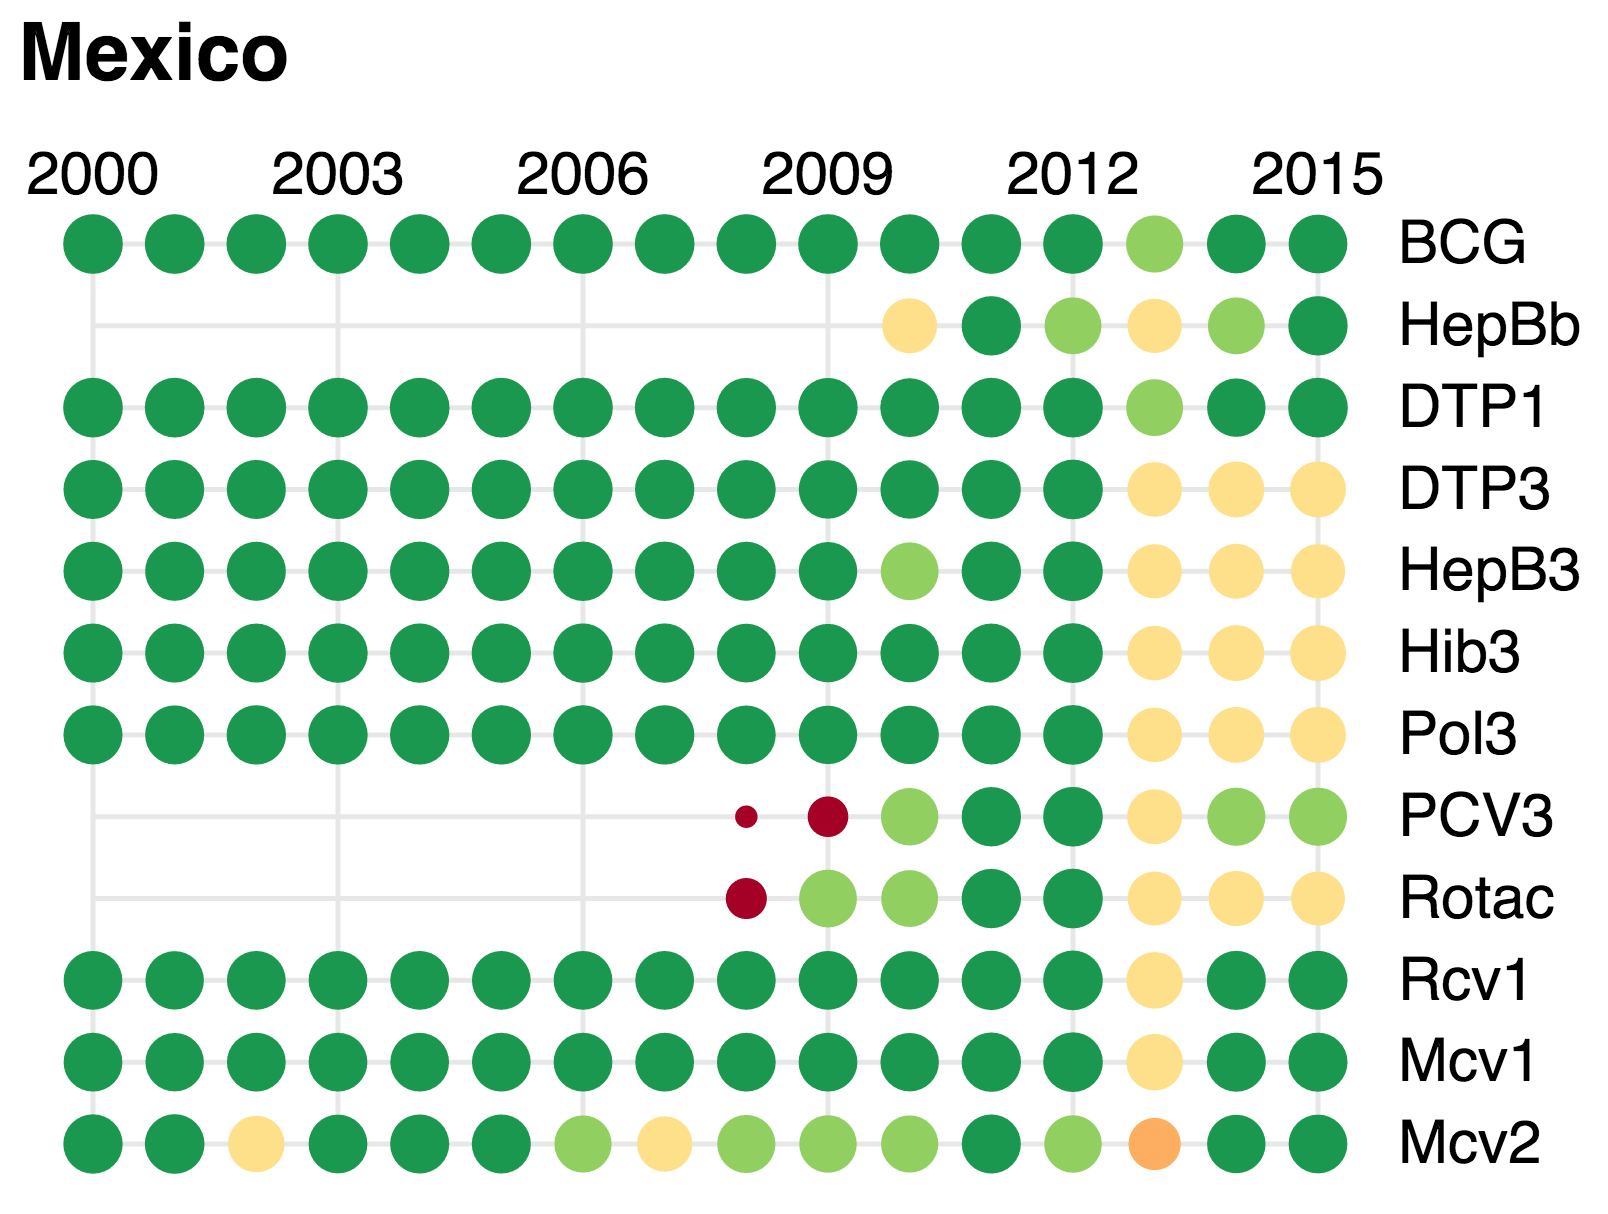 Mexico
2000 2003 2006 2009 2012 2015
BCG
HepBb
DTP1
DTP3
HepB3
Hib3
Pol3
PCV3
Rotac
Rcv1
Mcv1
Mcv2